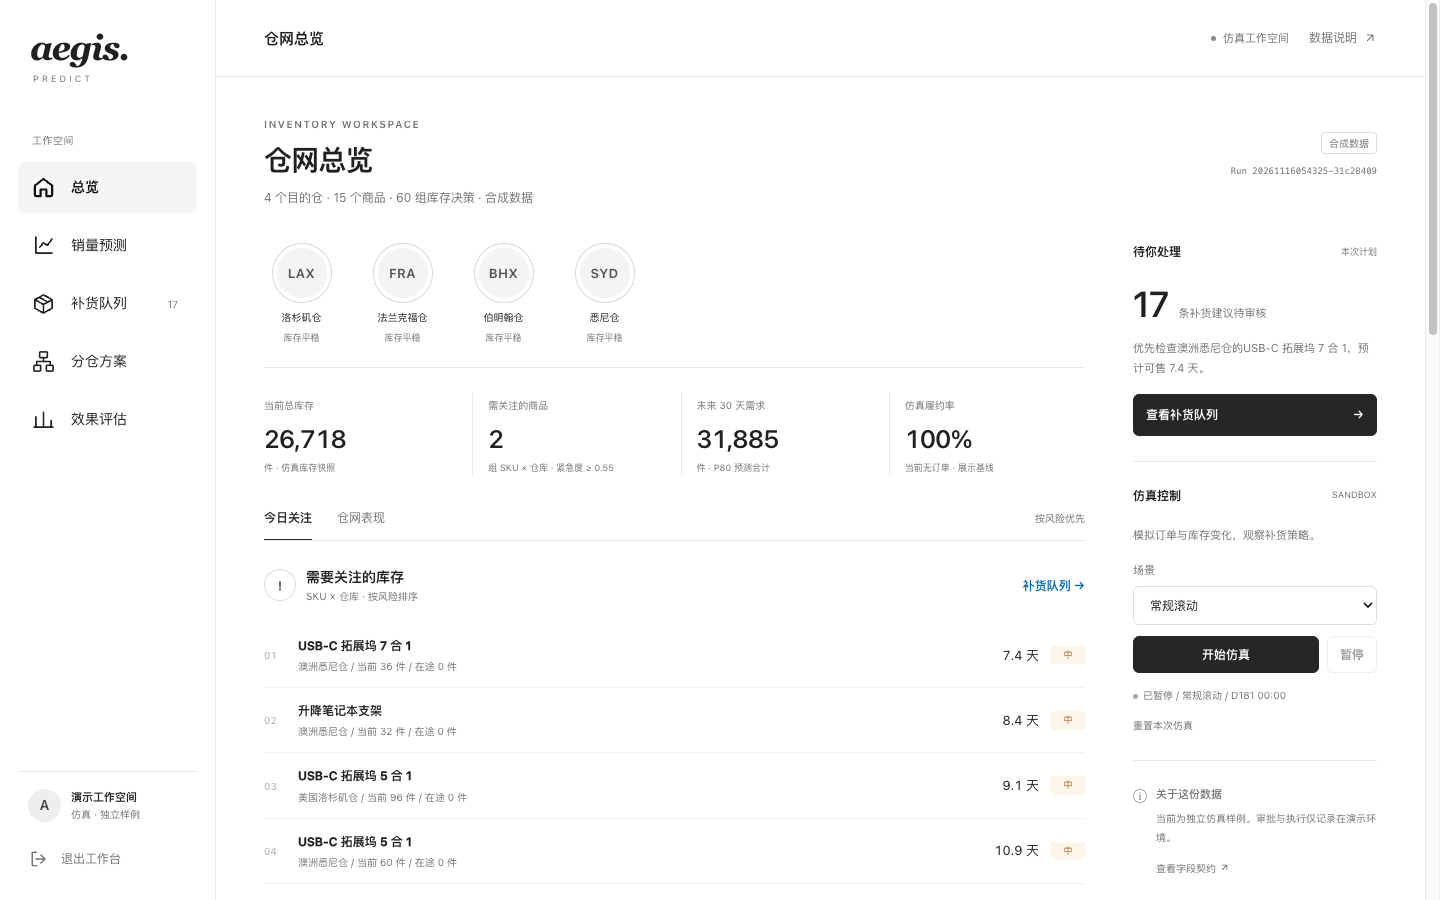 aegis.
PREDICT
工作空间
总览
销量预测
补货队列 17
分仓方案
效果评估
A
演示工作空间
仿真 · 独立样例
退出工作台
仓网总览
仿真工作空间
数据说明
INVENTORY WORKSPACE
仓网总览
4 个目的仓 · 15 个商品 · 60 组库存决策 · 合成数据
合成数据
Run 20261116054325-31c28409
LAX
洛杉矶仓
库存平稳
FRA
法兰克福仓
库存平稳
BHX
伯明翰仓
库存平稳
SYD
悉尼仓
库存平稳
当前总库存
26,718
件 · 仿真库存快照
需关注的商品
2
组 SKU × 仓库 · 紧急度 ≥ 0.55
未来 30 天需求
31,885
件 · P80 预测合计
仿真履约率
100%
当前无订单 · 展示基线
今日关注
仓网表现
按风险优先
!
需要关注的库存
SKU × 仓库 · 按风险排序
补货队列 →
01
USB-C 拓展坞 7 合 1
澳洲悉尼仓 / 当前 36 件 / 在途 0 件
7.4 天
中
02
升降笔记本支架
澳洲悉尼仓 / 当前 32 件 / 在途 0 件
8.4 天
中
03
USB-C 拓展坞 5 合 1
美国洛杉矶仓 / 当前 96 件 / 在途 0 件
9.1 天
中
04
USB-C 拓展坞 5 合 1
澳洲悉尼仓 / 当前 60 件 / 在途 0 件
10.9 天
中
待你处理
本次计划
17 条补货建议待审核
优先检查澳洲悉尼仓的USB-C 拓展坞 7 合 1，预
计可售 7.4 天。
查看补货队列 →
仿真控制
SANDBOX
模拟订单与库存变化，观察补货策略。
场景
常规滚动
开始仿真
暂停
已暂停 / 常规滚动 / D181 00:00
重置本次仿真
关于这份数据
当前为独立仿真样例。审批与执行仅记录在演示环
境。
查看字段契约